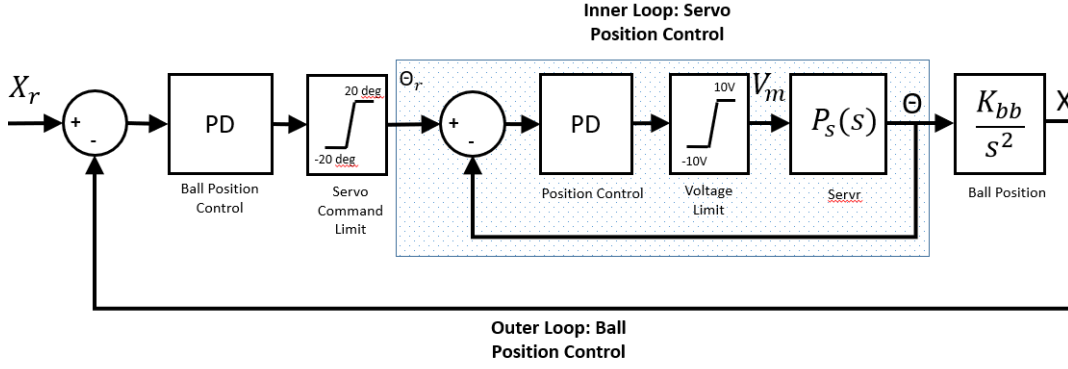 Inner Loop: Servo
Position Control
X_r
+
-
PD
Ball Position
Control
20 deg
-20 deg
Servo
Command
Limit
Θ_r
+
-
PD
Position Control
10V
-10V
Voltage
Limit
V_m
P_s(s)
Servr
Θ
K_bb
s²
Ball Position
X
Outer Loop: Ball
Position Control